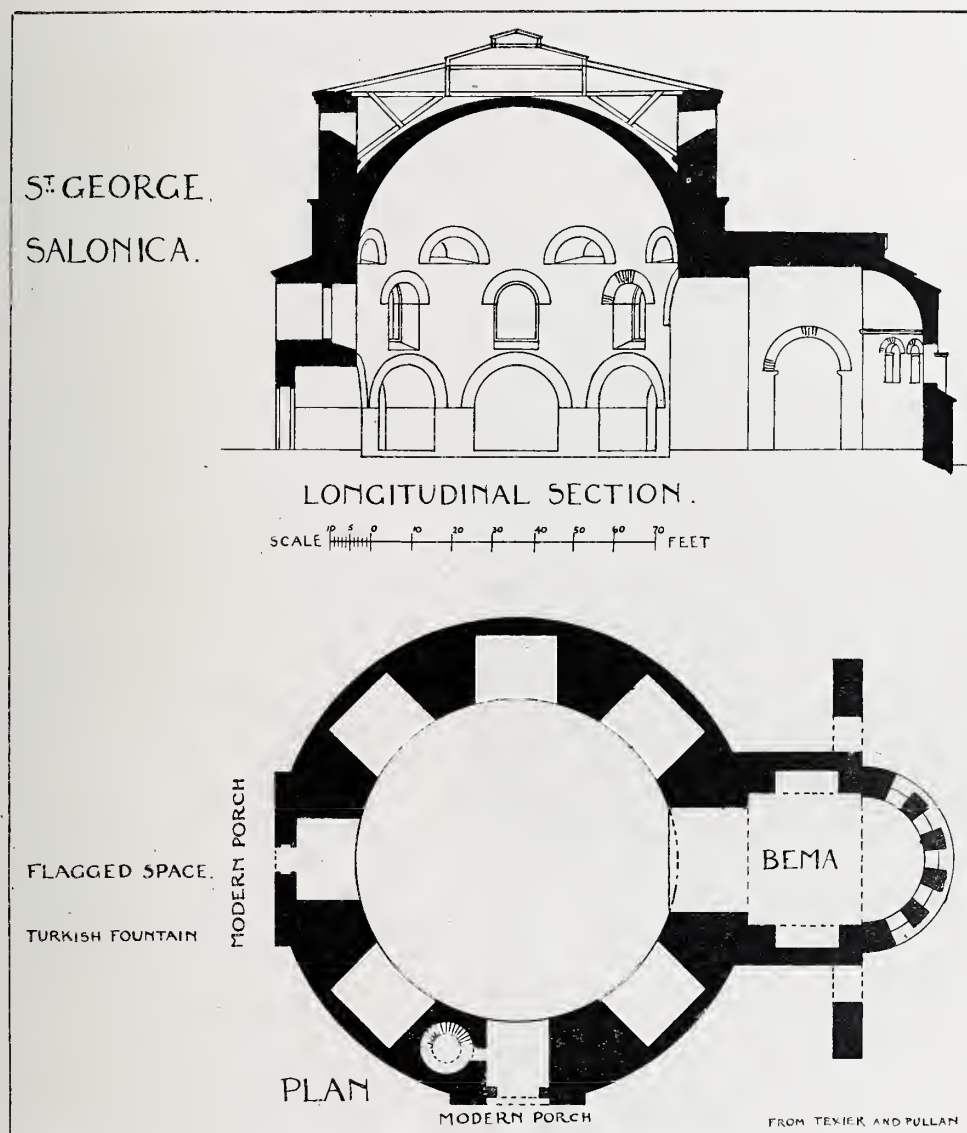 ST. GEORGE.
SALONICA.
LONGITUDINAL SECTION.
SCALE 10 5 0 10 20 30 40 50 60 70 FEET
MODERN PORCH
BEMA
FLAGGED SPACE.
TURKISH FOUNTAIN
PLAN
MODERN PORCH
FROM TEXIER AND PULLAN